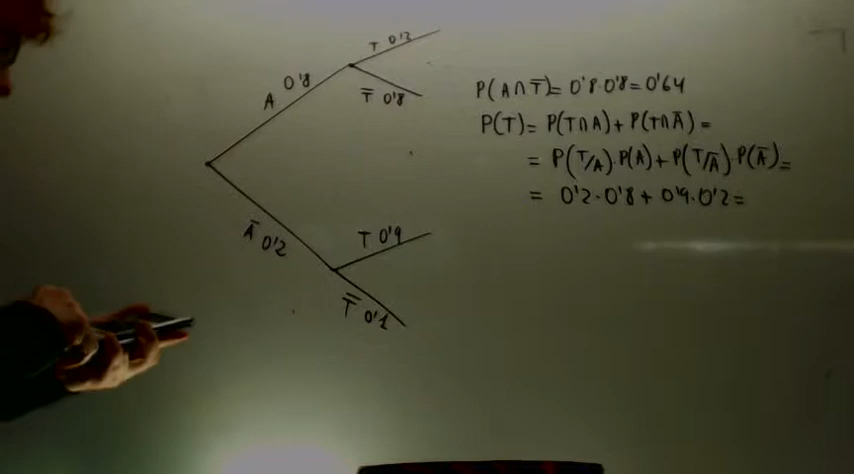 T 0'2
A 0'8
T̅ 0'8
A̅ 0'2
T 0'9
T̅ 0'1
P(A∩T̅)= 0'8·0'8=0'64
P(T)= P(T∩A)+P(T∩A̅)=
= P(T/A)·P(A)+P(T/A̅)·P(A̅)=
= 0'2·0'8+0'9·0'2=